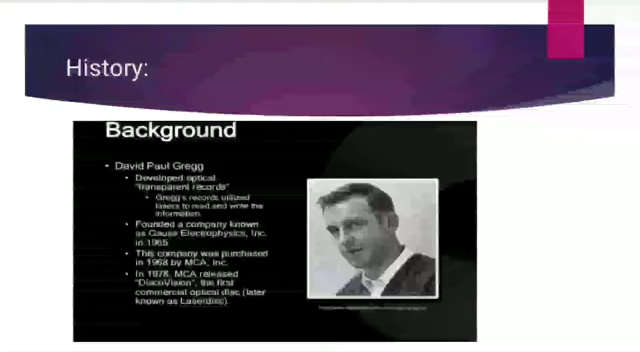 History:
Background
• David Paul Gregg
• Developed optical
"transparent records"
• Gregg's records utilized
lasers to read and write the
information.
• Founded a company known
as Gauss Electrophysics, Inc.
in 1965
• This company was purchased
in 1968 by MCA, Inc.
• In 1978, MCA released
"DiscoVision", the first
commercial optical disc (later
known as Laserdisc).